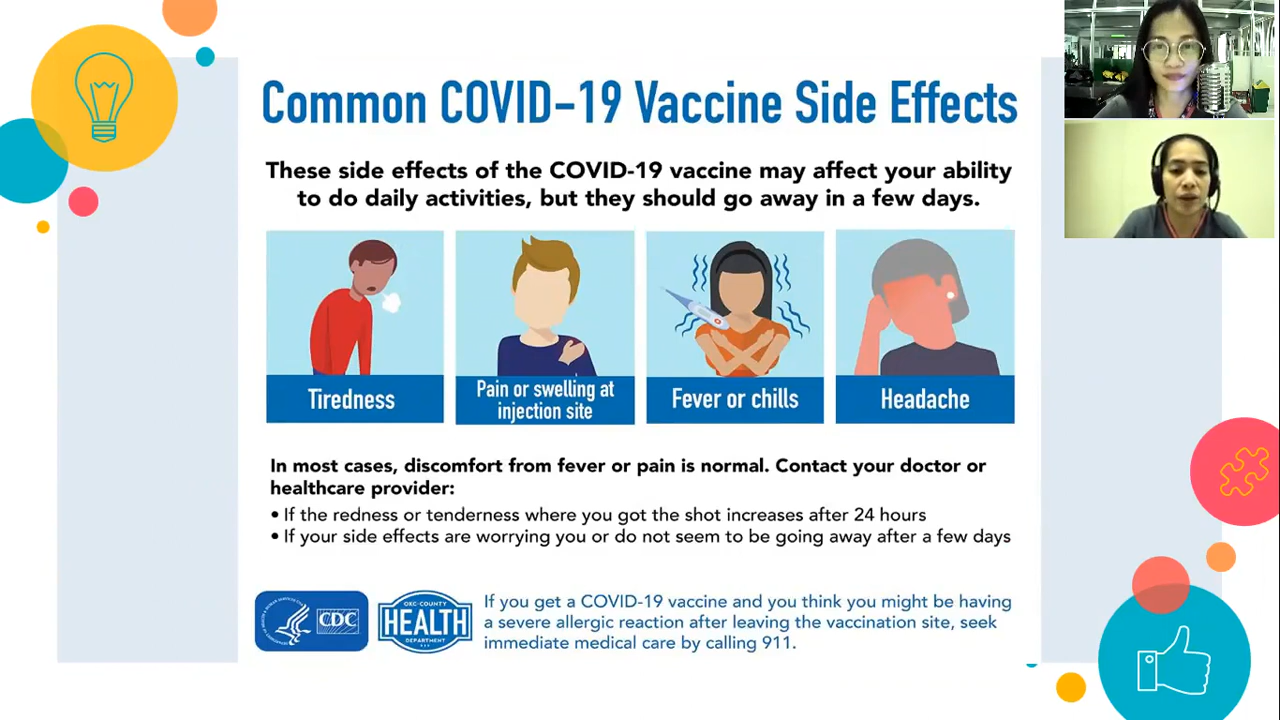 Common COVID-19 Vaccine Side Effects
These side effects of the COVID-19 vaccine may affect your ability
to do daily activities, but they should go away in a few days.
Tiredness
Pain or swelling at
injection site
Fever or chills
Headache
In most cases, discomfort from fever or pain is normal. Contact your doctor or
healthcare provider:
• If the redness or tenderness where you got the shot increases after 24 hours
• If your side effects are worrying you or do not seem to be going away after a few days
CDC
OKC-COUNTY
HEALTH
DEPARTMENT
If you get a COVID-19 vaccine and you think you might be having
a severe allergic reaction after leaving the vaccination site, seek
immediate medical care by calling 911.